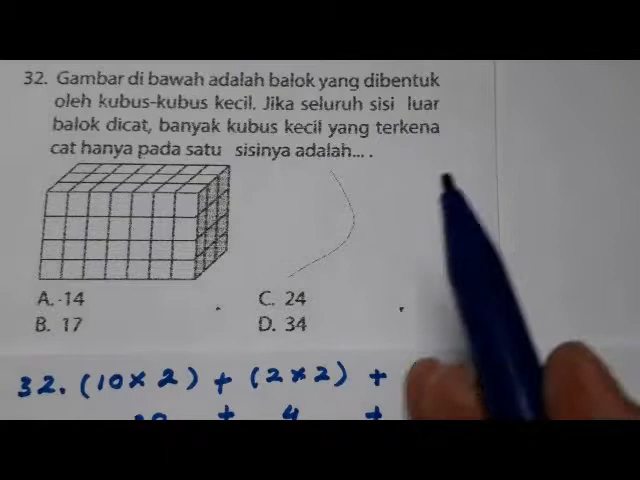 32. Gambar di bawah adalah balok yang dibentuk
oleh kubus-kubus kecil. Jika seluruh sisi luar
balok dicat, banyak kubus kecil yang terkena
cat hanya pada satu sisinya adalah... .
A. 14
C. 24
B. 17
D. 34
32. (10 × 2) + (2 × 2) +
+ 4 +